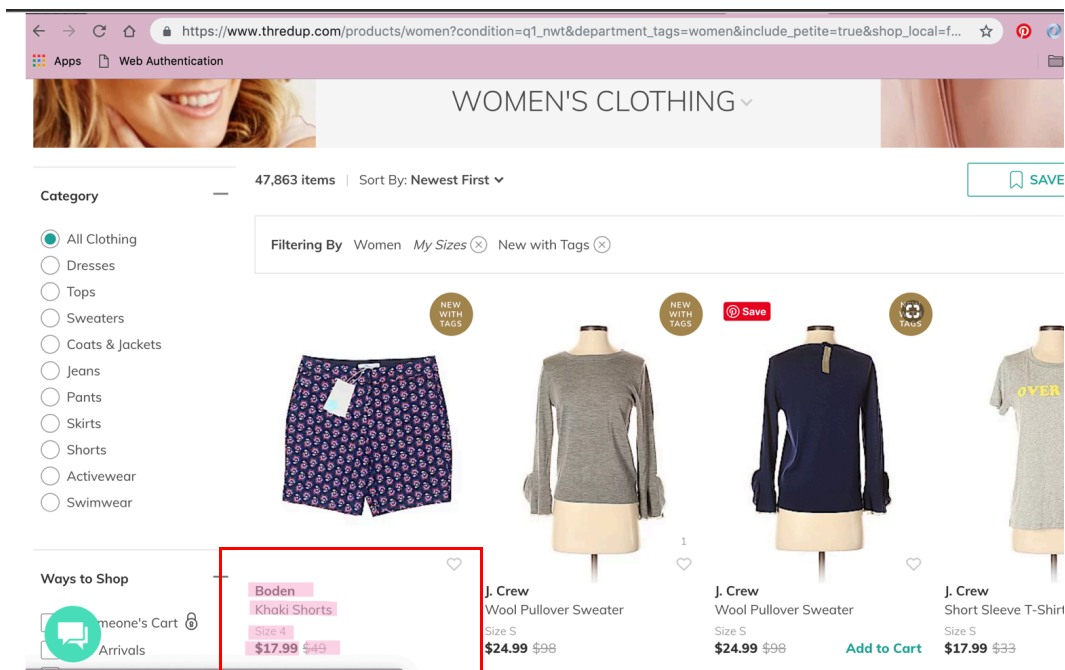 https://www.thredup.com/products/women?condition=q1_nwt&department_tags=women&include_petite=true&shop_local=f...
Apps Web Authentication
WOMEN'S CLOTHING
47,863 items | Sort By: Newest First
SAVE
Category
Filtering By Women My Sizes New with Tags
All Clothing
Dresses
Tops
Sweaters
Coats & Jackets
Jeans
Pants
Skirts
Shorts
Activewear
Swimwear
NEW
WITH
TAGS
NEW
WITH
TAGS
Save
TAGS
OVER
1
Ways to Shop
meone's Cart
Arrivals
Boden
Khaki Shorts
Size 4
$17.99 $49
J. Crew
Wool Pullover Sweater
Size S
$24.99 $98
J. Crew
Wool Pullover Sweater
Size S
$24.99 $98 Add to Cart
J. Crew
Short Sleeve T-Shirt
Size S
$17.99 $33